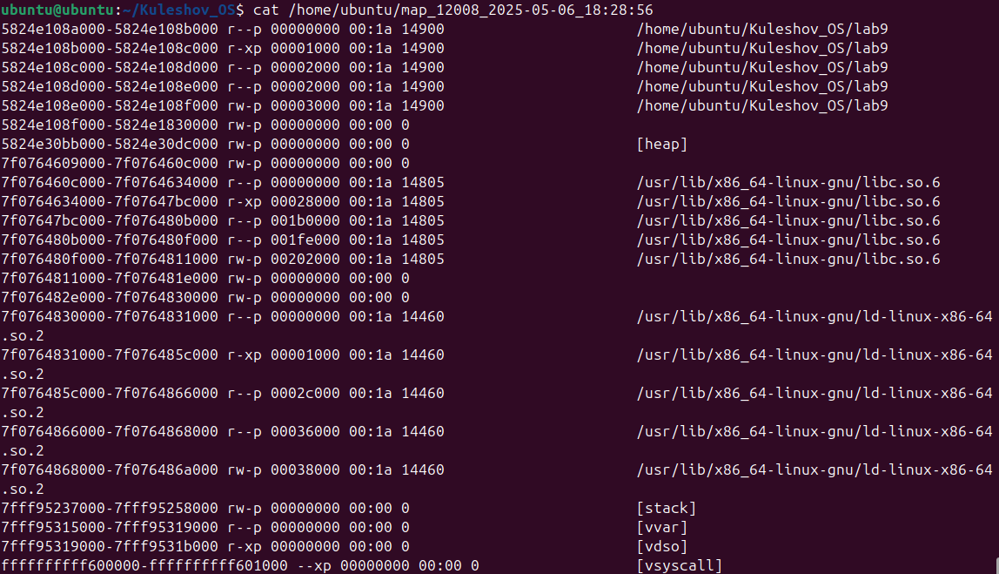 ubuntu@ubuntu:~/Kuleshov_OS$ cat /home/ubuntu/map_12008_2025-05-06_18:28:56
5824e108a000-5824e108b000 r--p 00000000 00:1a 14900 /home/ubuntu/Kuleshov_OS/lab9
5824e108b000-5824e108c000 r-xp 00001000 00:1a 14900 /home/ubuntu/Kuleshov_OS/lab9
5824e108c000-5824e108d000 r--p 00002000 00:1a 14900 /home/ubuntu/Kuleshov_OS/lab9
5824e108d000-5824e108e000 r--p 00002000 00:1a 14900 /home/ubuntu/Kuleshov_OS/lab9
5824e108e000-5824e108f000 rw-p 00003000 00:1a 14900 /home/ubuntu/Kuleshov_OS/lab9
5824e108f000-5824e1830000 rw-p 00000000 00:00 0
5824e30bb000-5824e30dc000 rw-p 00000000 00:00 0 [heap]
7f0764609000-7f076460c000 rw-p 00000000 00:00 0
7f076460c000-7f0764634000 r--p 00000000 00:1a 14805 /usr/lib/x86_64-linux-gnu/libc.so.6
7f0764634000-7f07647bc000 r-xp 00028000 00:1a 14805 /usr/lib/x86_64-linux-gnu/libc.so.6
7f07647bc000-7f076480b000 r--p 001b0000 00:1a 14805 /usr/lib/x86_64-linux-gnu/libc.so.6
7f076480b000-7f076480f000 r--p 001fe000 00:1a 14805 /usr/lib/x86_64-linux-gnu/libc.so.6
7f076480f000-7f0764811000 rw-p 00202000 00:1a 14805 /usr/lib/x86_64-linux-gnu/libc.so.6
7f0764811000-7f076481e000 rw-p 00000000 00:00 0
7f076482e000-7f0764830000 rw-p 00000000 00:00 0
7f0764830000-7f0764831000 r--p 00000000 00:1a 14460 /usr/lib/x86_64-linux-gnu/ld-linux-x86-64
.so.2
7f0764831000-7f076485c000 r-xp 00001000 00:1a 14460 /usr/lib/x86_64-linux-gnu/ld-linux-x86-64
.so.2
7f076485c000-7f0764866000 r--p 0002c000 00:1a 14460 /usr/lib/x86_64-linux-gnu/ld-linux-x86-64
.so.2
7f0764866000-7f0764868000 r--p 00036000 00:1a 14460 /usr/lib/x86_64-linux-gnu/ld-linux-x86-64
.so.2
7f0764868000-7f076486a000 rw-p 00038000 00:1a 14460 /usr/lib/x86_64-linux-gnu/ld-linux-x86-64
.so.2
7fff95237000-7fff95258000 rw-p 00000000 00:00 0 [stack]
7fff95315000-7fff95319000 r--p 00000000 00:00 0 [vvar]
7fff95319000-7fff9531b000 r-xp 00000000 00:00 0 [vdso]
ffffffffff600000-ffffffffff601000 --xp 00000000 00:00 0 [vsyscall]